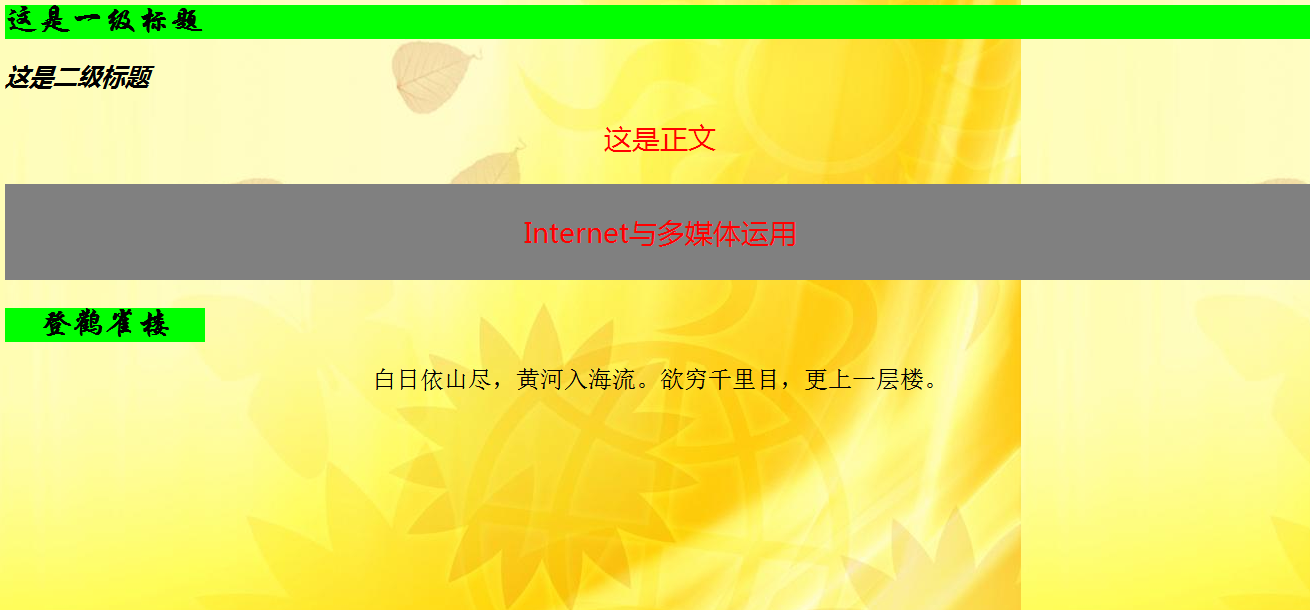 这是一级标题
这是二级标题
这是正文
Internet与多媒体运用
登鹳雀楼
白日依山尽，黄河入海流。欲穷千里目，更上一层楼。